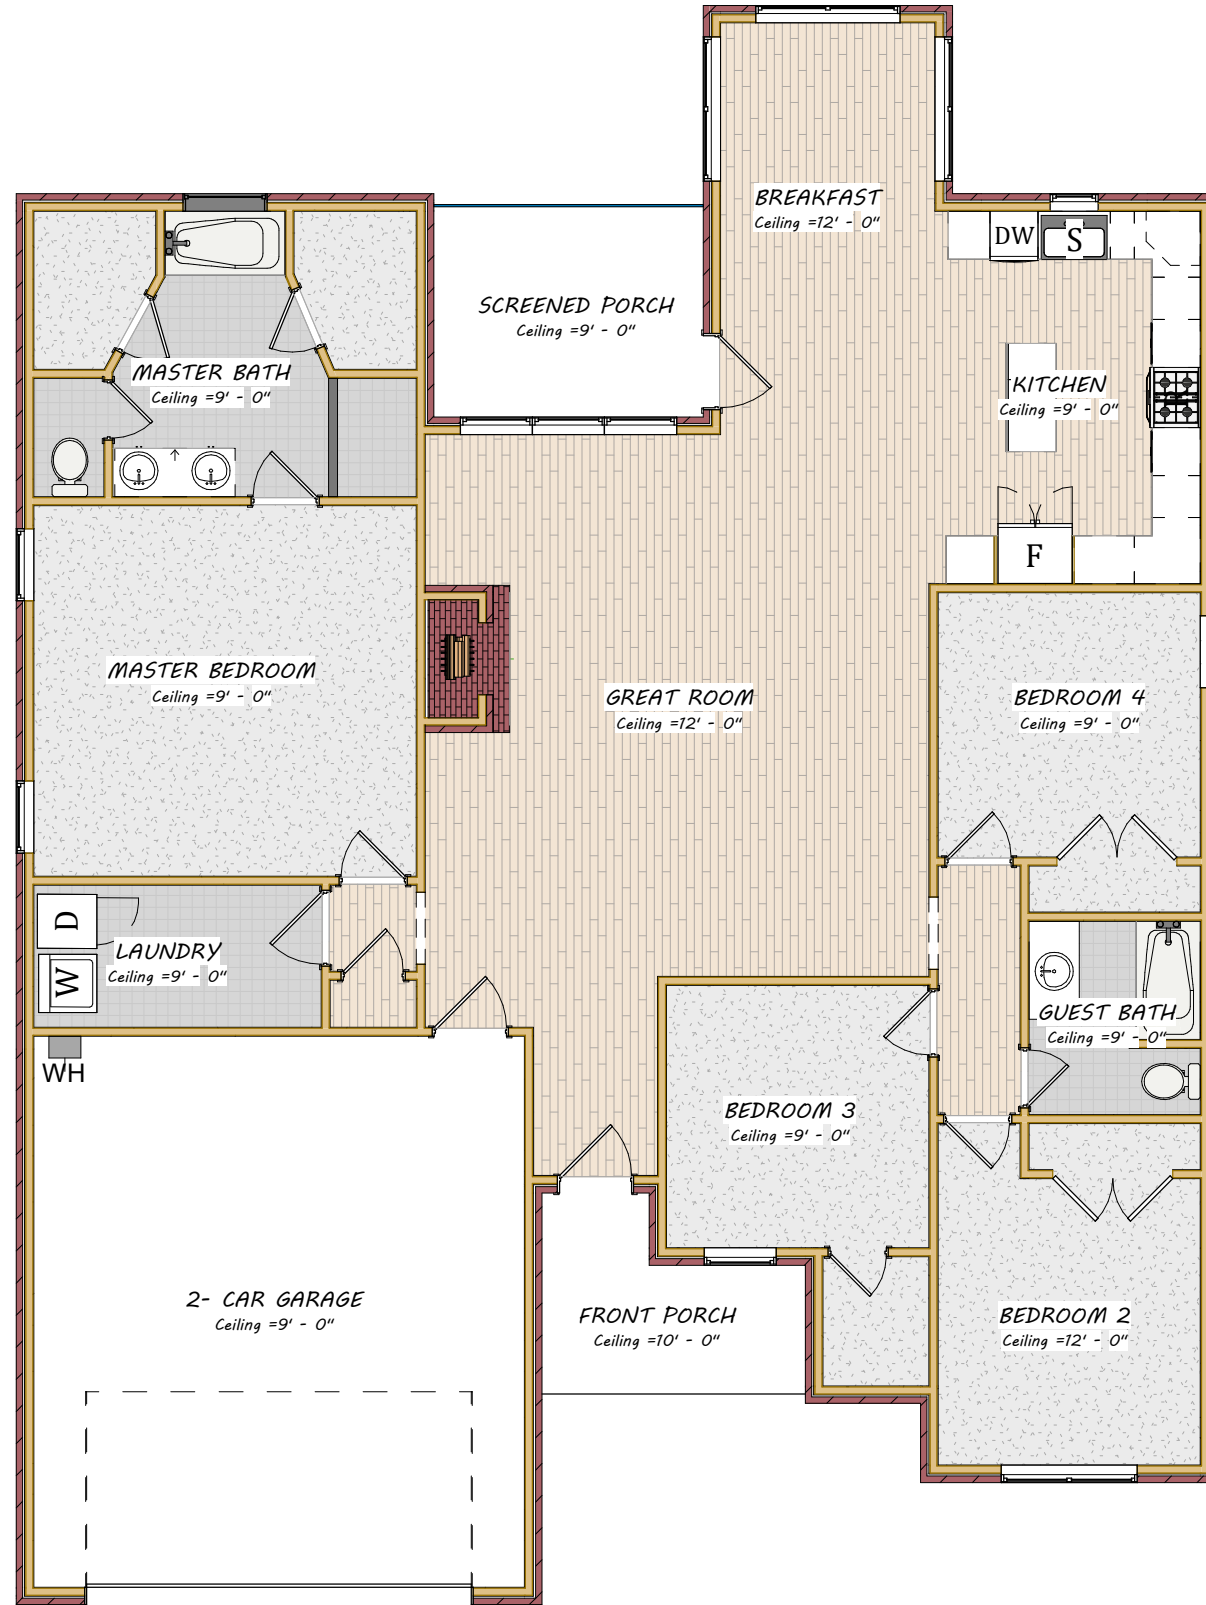 BREAKFAST
Ceiling =12' - 0"
DW
S
SCREENED PORCH
Ceiling =9' - 0"
MASTER BATH
Ceiling =9' - 0"
KITCHEN
Ceiling =9' - 0"
F
MASTER BEDROOM
Ceiling =9' - 0"
GREAT ROOM
Ceiling =12' - 0"
BEDROOM 4
Ceiling =9' - 0"
D
LAUNDRY
Ceiling =9' - 0"
W
GUEST BATH
Ceiling =9' - 0"
WH
BEDROOM 3
Ceiling =9' - 0"
2- CAR GARAGE
Ceiling =9' - 0"
FRONT PORCH
Ceiling =10' - 0"
BEDROOM 2
Ceiling =12' - 0"